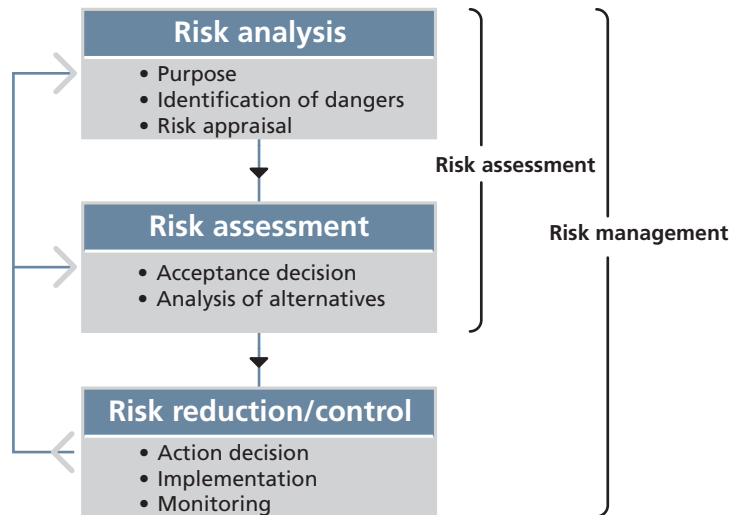 Risk analysis
• Purpose
• Identification of dangers
• Risk appraisal
Risk assessment
Risk assessment
• Acceptance decision
• Analysis of alternatives
Risk management
Risk reduction/control
• Action decision
• Implementation
• Monitoring